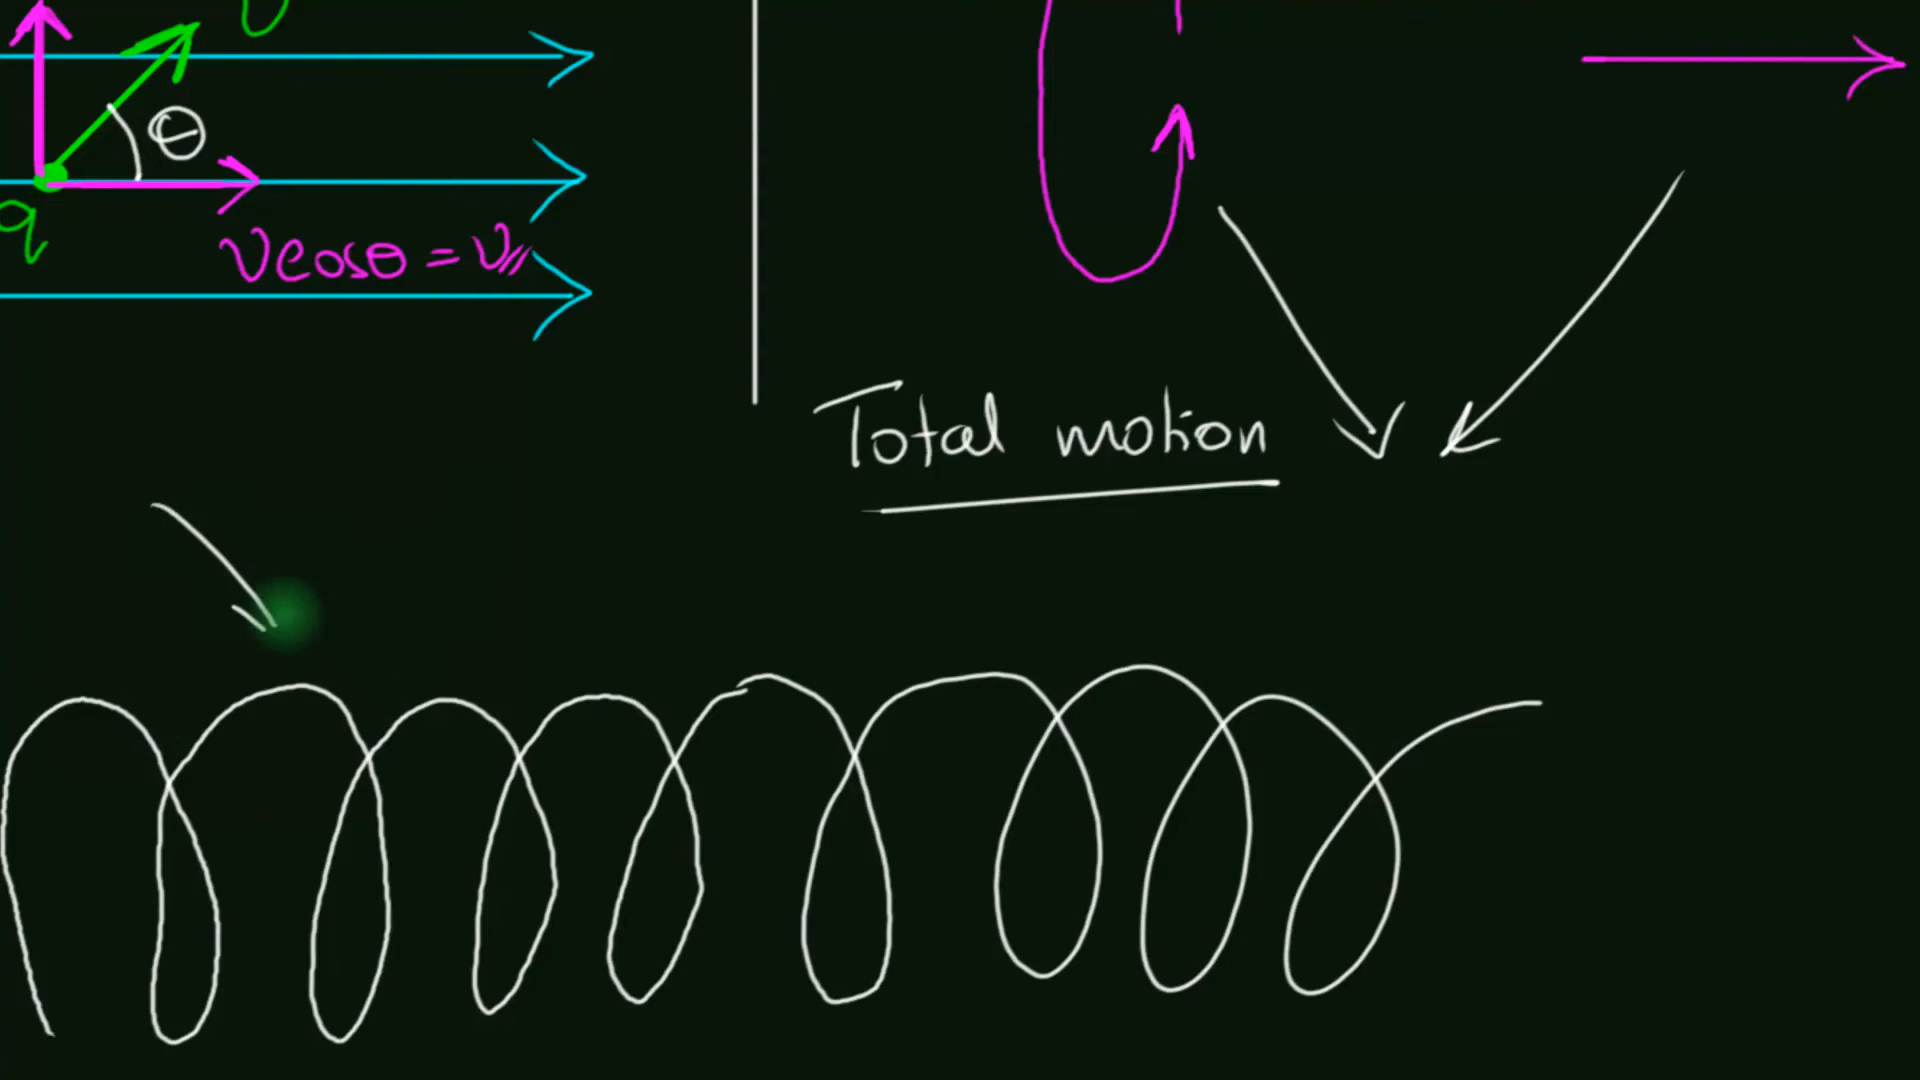 θ
q
vcosθ = v//
Total motion